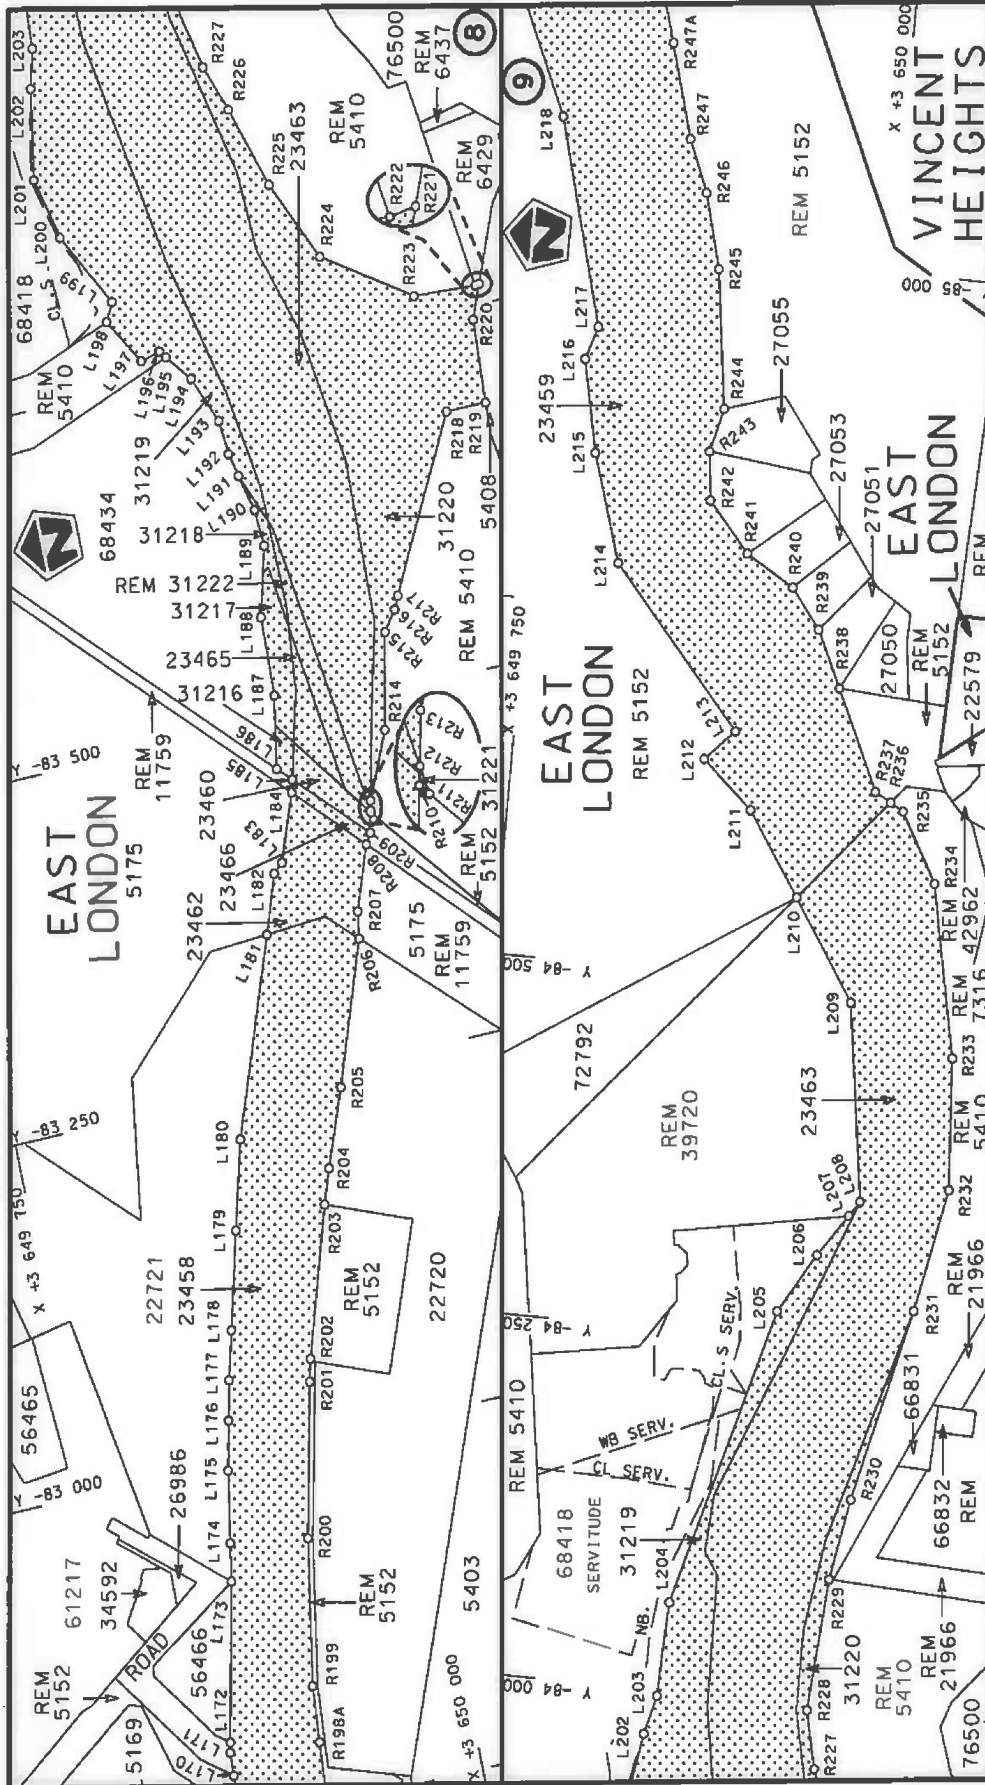 8
EAST
LONDON
5175
EAST
LONDON
REM 5152
VINCENT
HEIGHTS
EAST
LONDON
9
L203
L202
L201
L200
L199
CL.S
68418
L198
L197
L196
L195
L194
L193
L192
L191
L190
L189
L188
L187
L186
L185
L184
L183
L182
L181
L180
L179
L178
L177
L176
L175
L174
L173
L172
L171
L170
REM
5410
31219
68434
31218
REM 31222
31217
23465
31216
REM
11759
23460
23466
23462
22721
23458
Y -83 500
Y -83 250
X +3 649 750
Y -83 000
56465
26986
61217
34592
REM
5152
ROAD
56466
5169
R227
R226
R225
23463
REM
5410
76500
REM
6437
REM
6429
R224
R223
R222
R221
R220
R219
R218
5408
31220
R217
R216
R215
REM 5410
R214
R213
R212
R211
R210
31221
REM
5152
R209
R208
R207
R206
5175
REM
11759
R205
R204
R203
REM
5152
22720
R202
R201
R200
REM
5152
5403
R199
R198A
X +3 650 000
X +3 649 750
L218
L217
L216
L215
23459
L214
L213
L212
L211
L210
L209
L208
L207
L206
L205
L204
L203
L202
72792
REM
39720
23463
REM 5410
WB SERV.
CL SERV.
CL S SERV.
68418
SERVITUDE
31219
NB.
Y -84 500
Y -84 250
Y -84 000
R247A
R247
R246
R245
R244
R243
R242
R241
R240
R239
R238
R237
R236
R235
R234
R233
R232
R231
R230
R229
R228
R227
REM 5152
X +3 650 000
-85 000
27055
27053
27051
27050
REM
5152
22579
REM
REM
42962
REM
7316
REM
5410
REM
21966
66831
66832
REM
REM
21966
31220
REM
5410
76500